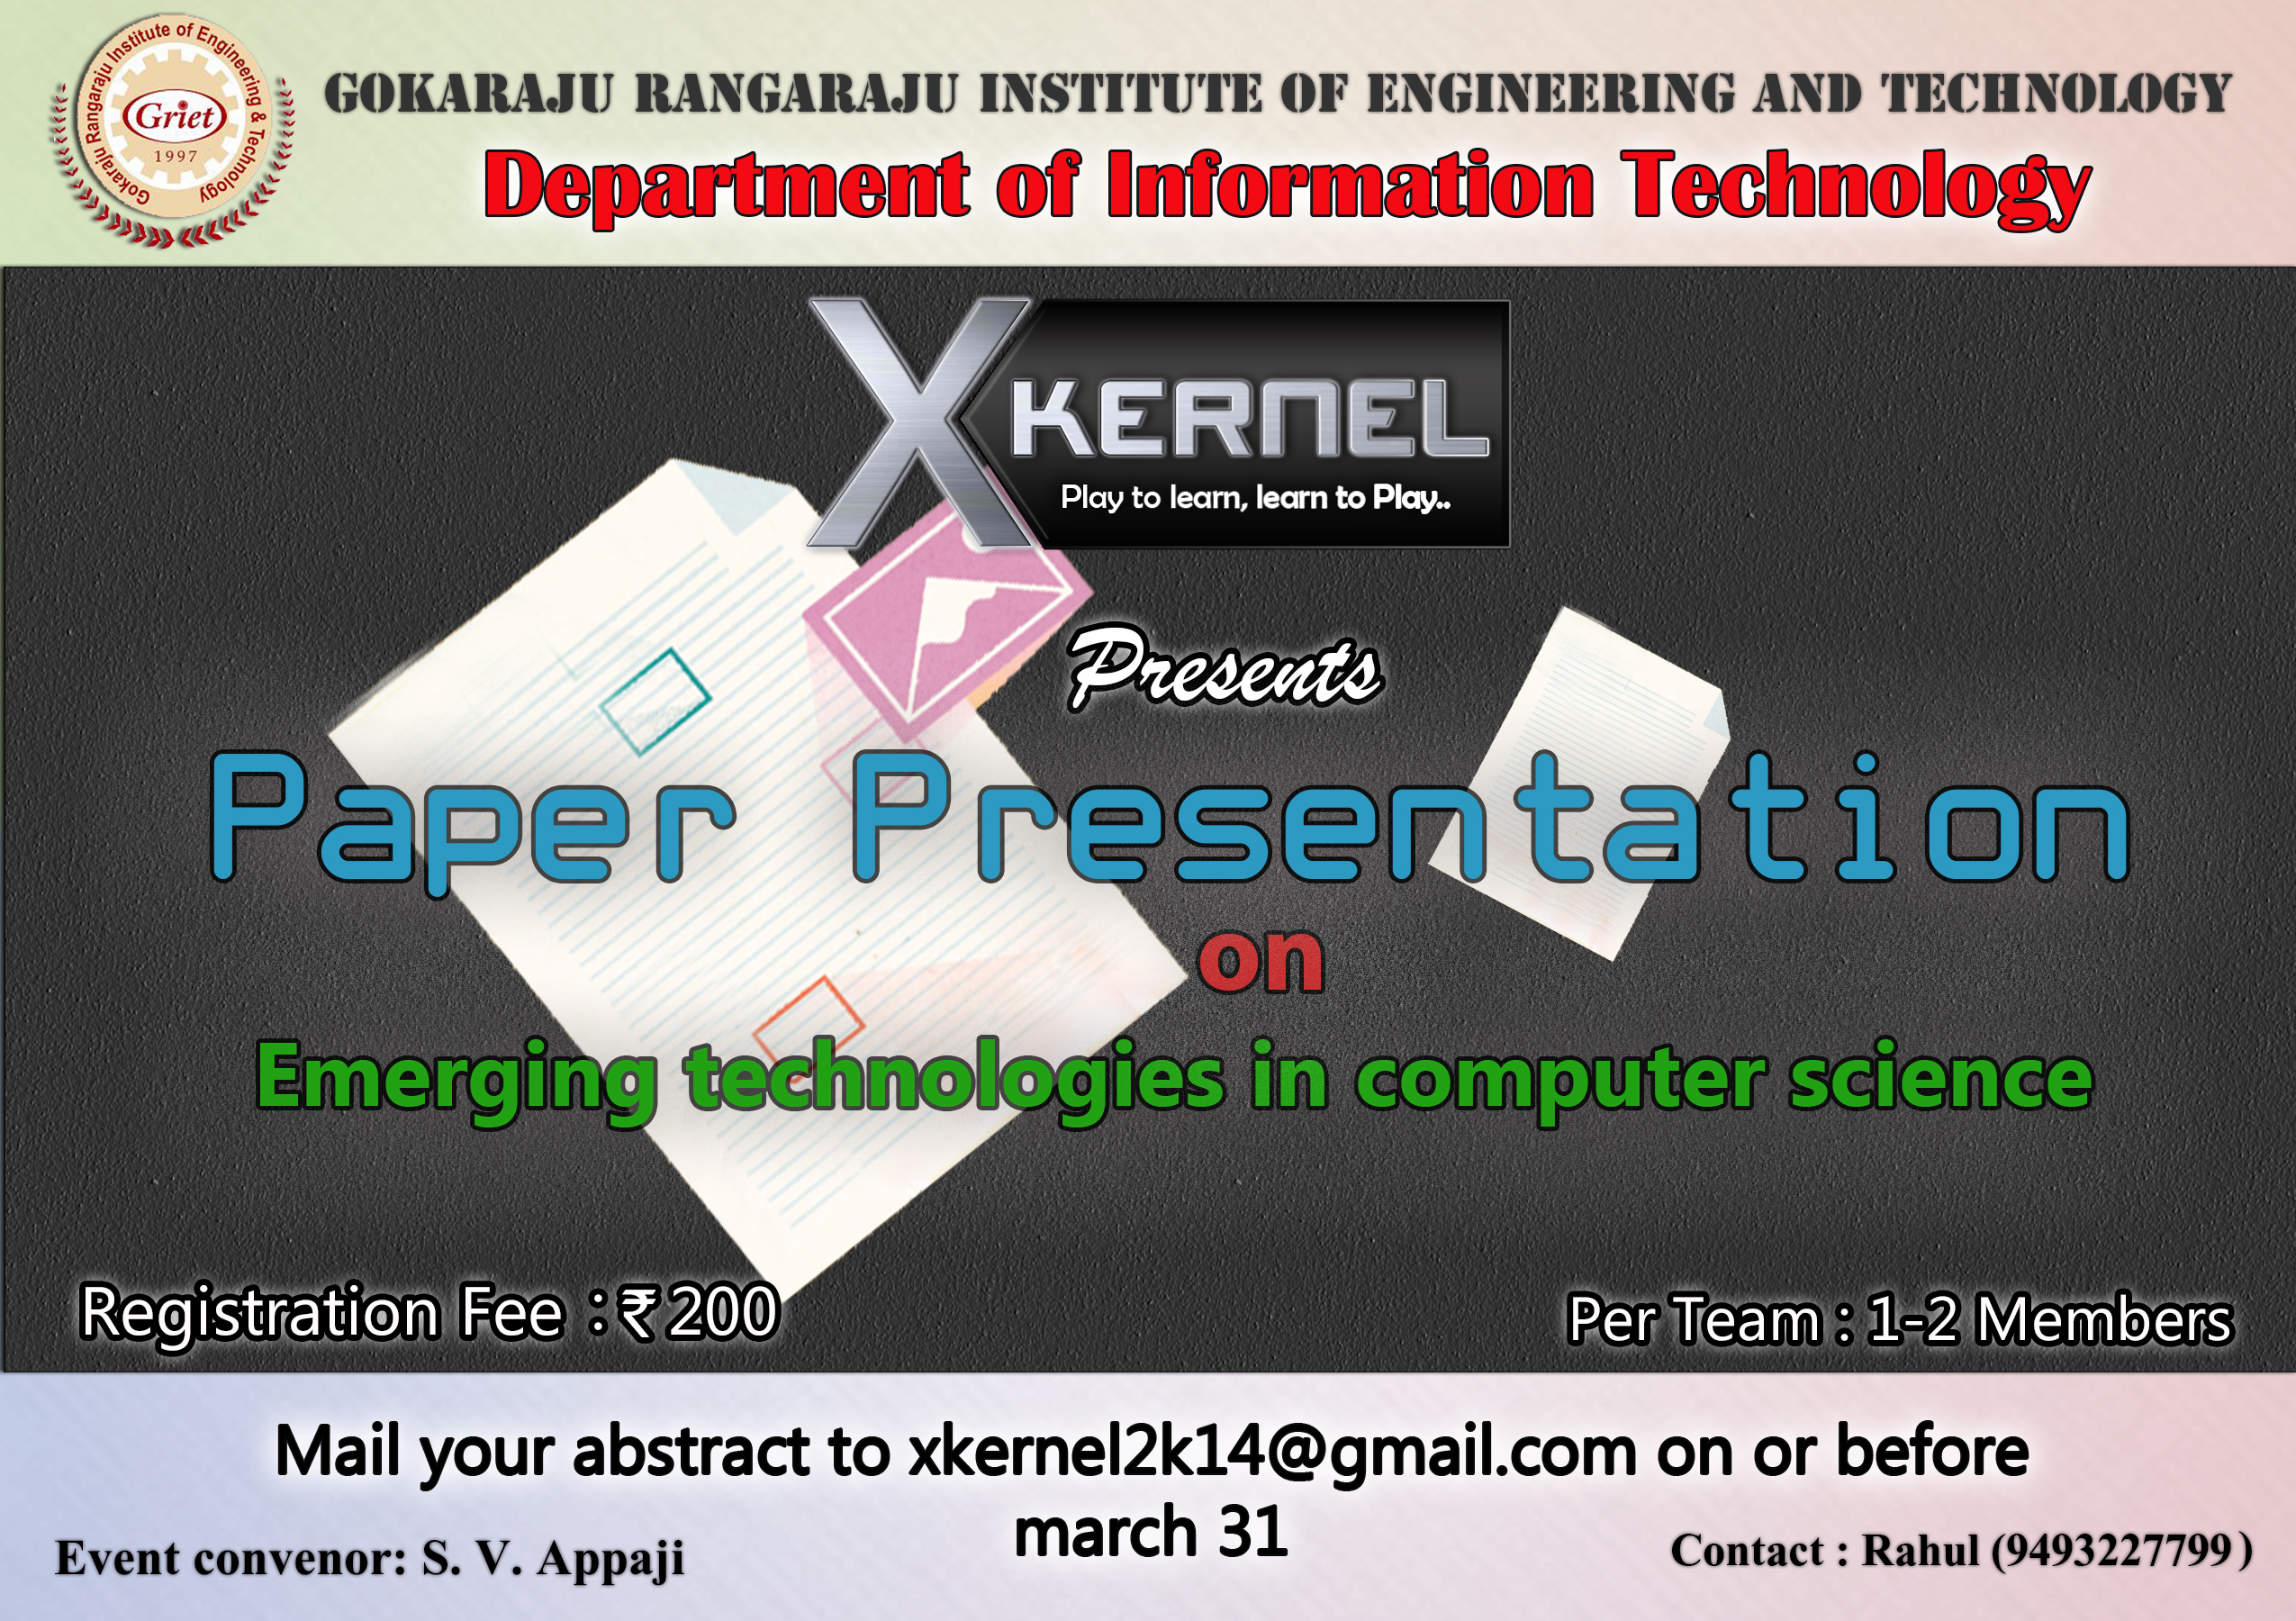 Gokaraju Rangaraju Institute of Engineering & Technology
Griet
1997
GOKARAJU RANGARAJU INSTITUTE OF ENGINEERING AND TECHNOLOGY
Department of Information Technology
XKERNEL
Play to learn, learn to Play..
Presents
Paper Presentation
on
Emerging technologies in computer science
Registration Fee : ₹ 200
Per Team : 1-2 Members
Mail your abstract to xkernel2k14@gmail.com on or before
march 31
Event convenor: S. V. Appaji
Contact : Rahul (9493227799)